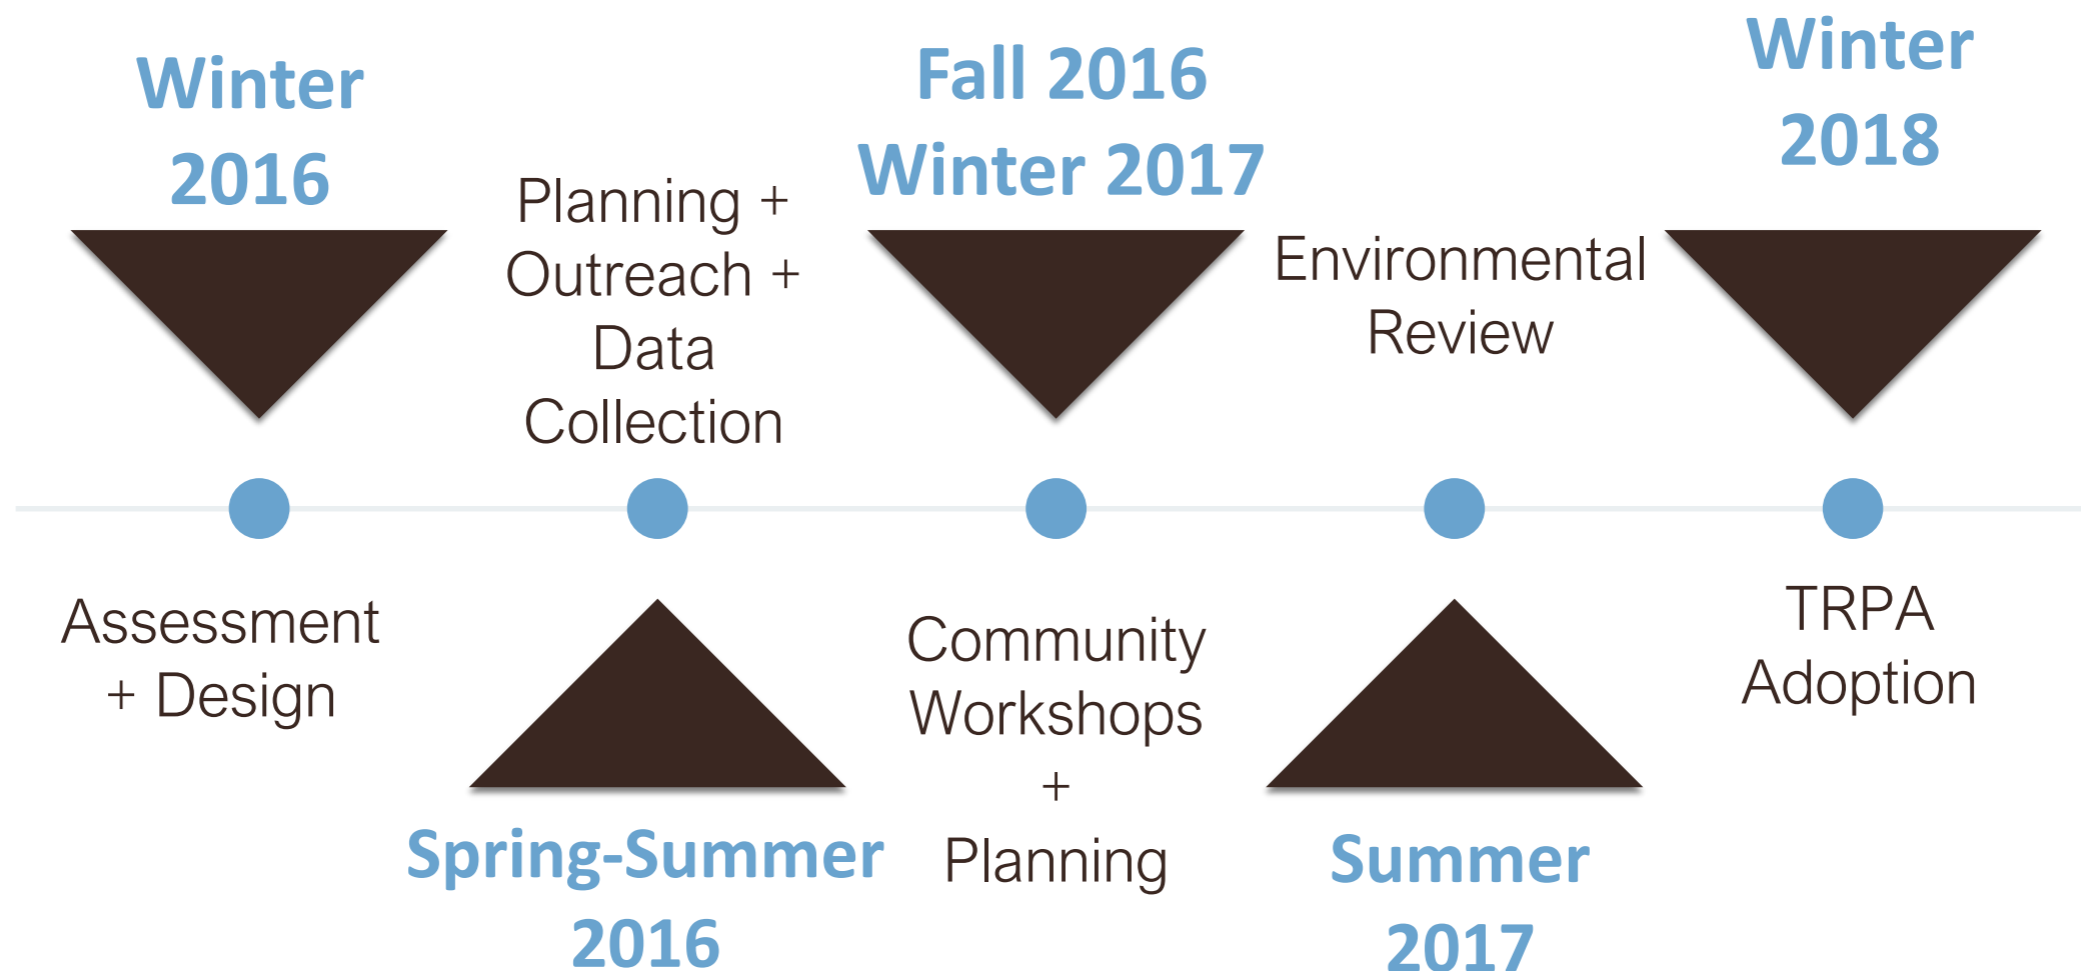 Winter
2016
Assessment
+ Design
Planning +
Outreach +
Data
Collection
Spring-Summer
2016
Fall 2016
Winter 2017
Community
Workshops
+
Planning
Environmental
Review
Summer
2017
Winter
2018
TRPA
Adoption